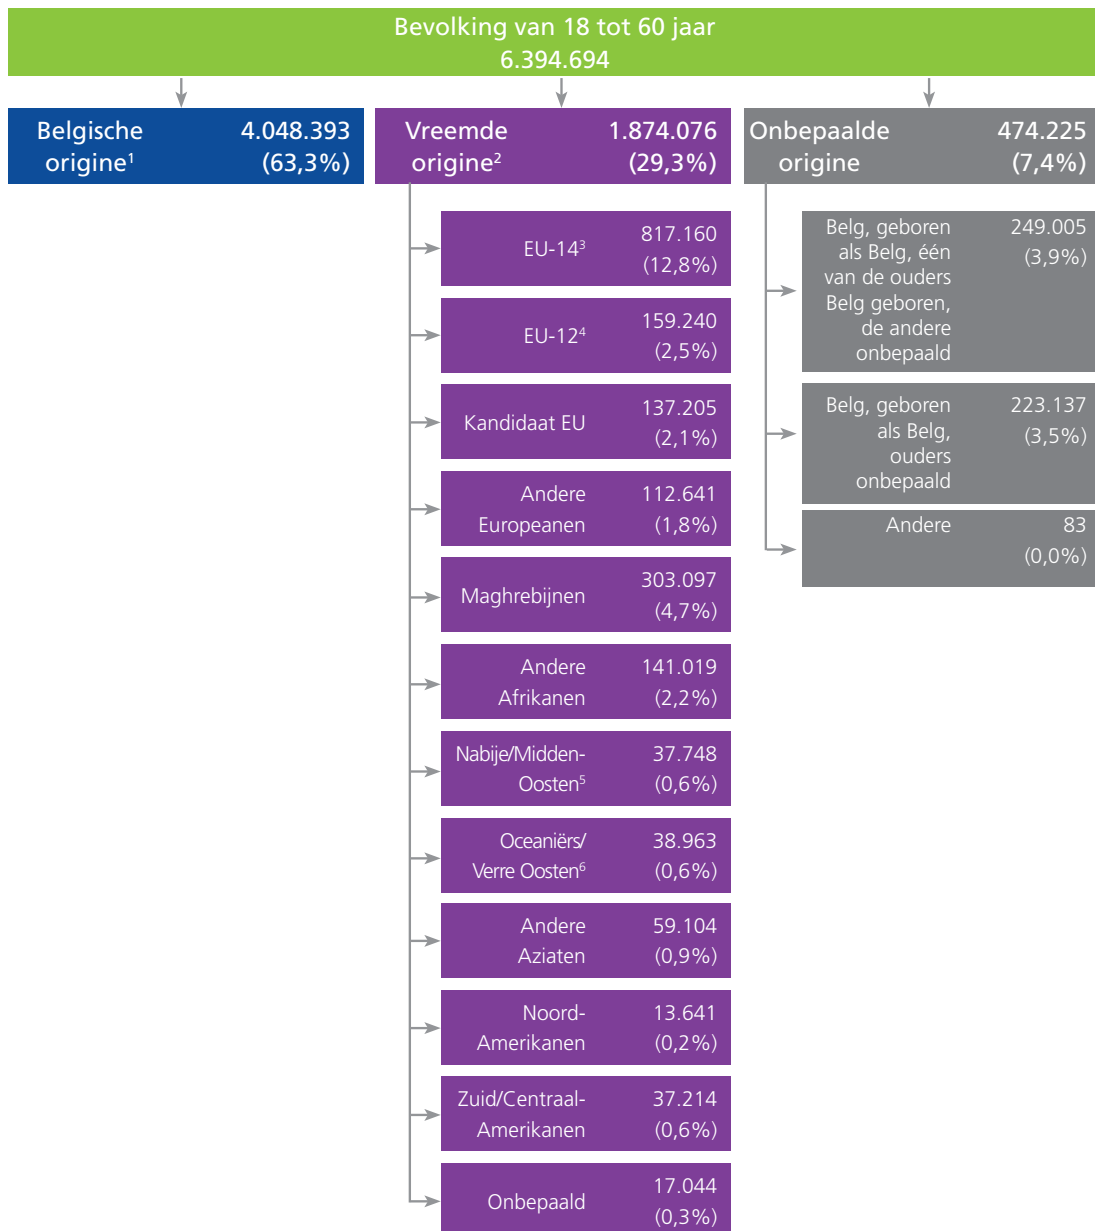 Bevolking van 18 tot 60 jaar
6.394.694
Belgische 4.048.393
origine¹ (63,3%)
Vreemde 1.874.076
origine² (29,3%)
Onbepaalde 474.225
origine (7,4%)
EU-14³ 817.160
(12,8%)
EU-12⁴ 159.240
(2,5%)
Kandidaat EU 137.205
(2,1%)
Andere 112.641
Europeanen (1,8%)
Maghrebijnen 303.097
(4,7%)
Andere 141.019
Afrikanen (2,2%)
Nabije/Midden- 37.748
Oosten⁵ (0,6%)
Oceaniërs/ 38.963
Verre Oosten⁶ (0,6%)
Andere 59.104
Aziaten (0,9%)
Noord- 13.641
Amerikanen (0,2%)
Zuid/Centraal- 37.214
Amerikanen (0,6%)
Onbepaald 17.044
(0,3%)
Belg, geboren 249.005
als Belg, één (3,9%)
van de ouders
Belg geboren,
de andere
onbepaald
Belg, geboren 223.137
als Belg, (3,5%)
ouders
onbepaald
Andere 83
(0,0%)